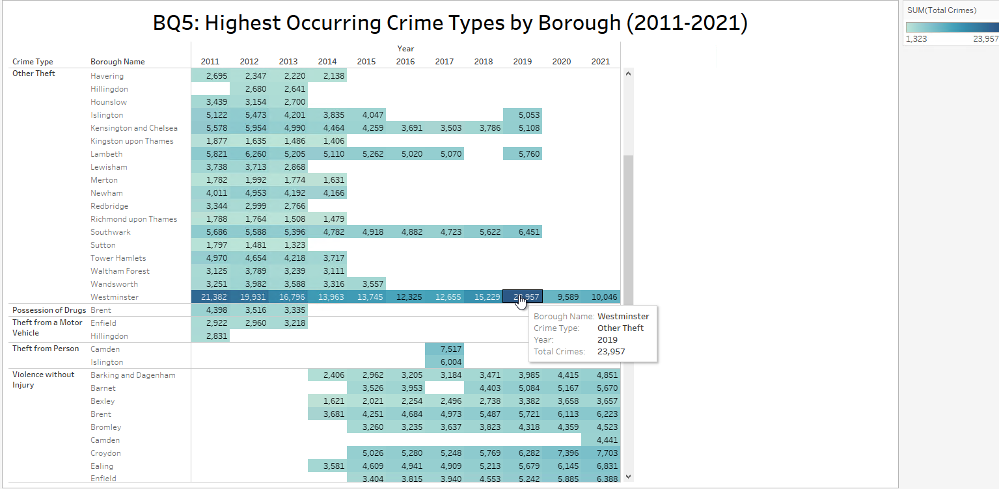 BQ5: Highest Occurring Crime Types by Borough (2011-2021)
SUM(Total Crimes)
1,323 23,957
Year
Crime Type Borough Name 2011 2012 2013 2014 2015 2016 2017 2018 2019 2020 2021
Other Theft Havering 2,695 2,347 2,220 2,138
Hillingdon 2,680 2,641
Hounslow 3,439 3,154 2,700
Islington 5,122 5,473 4,201 3,835 4,047 5,053
Kensington and Chelsea 5,578 5,954 4,990 4,464 4,259 3,691 3,503 3,786 5,108
Kingston upon Thames 1,877 1,635 1,486 1,406
Lambeth 5,821 6,260 5,205 5,110 5,262 5,020 5,070 5,760
Lewisham 3,738 3,713 2,868
Merton 1,782 1,992 1,774 1,631
Newham 4,011 4,953 4,192 4,166
Redbridge 3,344 2,999 2,766
Richmond upon Thames 1,788 1,764 1,508 1,479
Southwark 5,686 5,588 5,396 4,782 4,918 4,882 4,723 5,622 6,451
Sutton 1,797 1,481 1,323
Tower Hamlets 4,970 4,654 4,218 3,717
Waltham Forest 3,125 3,789 3,239 3,111
Wandsworth 3,251 3,982 3,588 3,316 3,557
Westminster 21,382 19,931 16,796 13,963 13,745 12,325 12,655 15,229 23,957 9,589 10,046
Possession of Drugs Brent 4,398 3,516 3,335
Theft from a Motor Enfield 2,922 2,960 3,218
Vehicle Hillingdon 2,831
Theft from Person Camden 7,517
Islington 6,004
Borough Name: Westminster
Crime Type: Other Theft
Year: 2019
Total Crimes: 23,957
Violence without Barking and Dagenham 2,406 2,962 3,205 3,184 3,471 3,985 4,415 4,851
Injury Barnet 3,526 3,953 4,403 5,084 5,167 5,670
Bexley 1,621 2,021 2,254 2,496 2,738 3,382 3,658 3,657
Brent 3,681 4,251 4,684 4,973 5,487 5,721 6,113 6,223
Bromley 3,260 3,235 3,637 3,823 4,318 4,359 4,523
Camden 4,441
Croydon 5,026 5,280 5,248 5,769 6,282 7,396 7,703
Ealing 3,581 4,609 4,941 4,909 5,213 5,679 6,145 6,831
Enfield 3,404 3,815 3,940 4,553 5,242 5,885 6,388